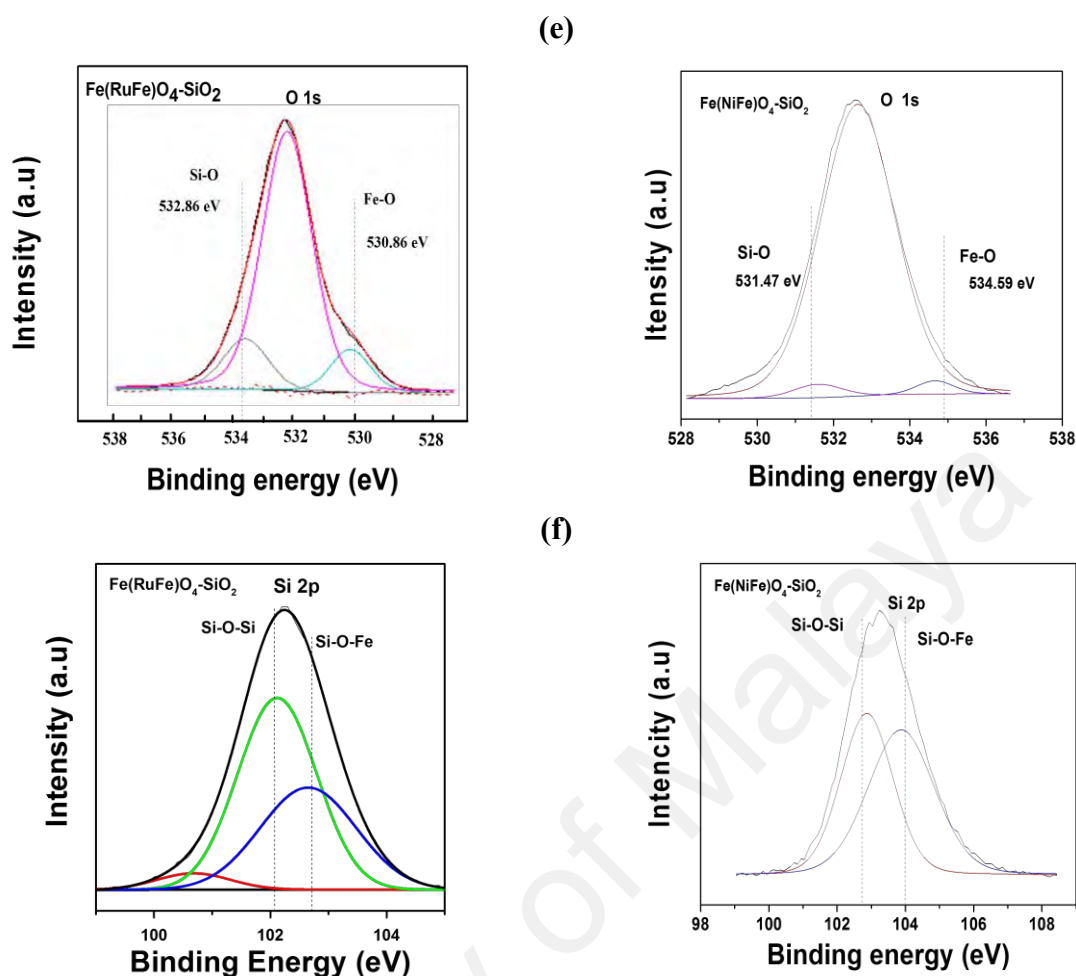 (e)
Fe(RuFe)O₄-SiO₂
O 1s
Si-O
532.86 eV
Fe-O
530.86 eV
Intensity (a.u)
538 536 534 532 530 528
Binding energy (eV)
Fe(NiFe)O₄-SiO₂
O 1s
Si-O
531.47 eV
Fe-O
534.59 eV
Itensity (a.u)
528 530 532 534 536 538
Binding energy (eV)
(f)
Fe(RuFe)O₄-SiO₂
Si 2p
Si-O-Si
Si-O-Fe
Intensity (a.u)
100 102 104
Binding Energy (eV)
Fe(NiFe)O₄-SiO₂
Si 2p
Si-O-Si
Si-O-Fe
Intencity (a.u)
98 100 102 104 106 108
Binding energy (eV)
y of Malaya